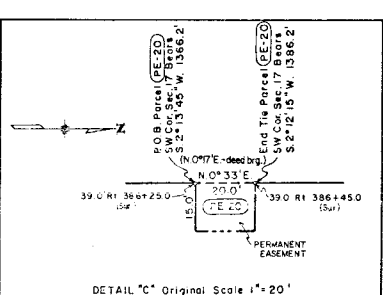 P.O.B. Parcel PE-20
SW Cor. Sec. 17 Bears
S. 2° 13' 45" W. 1366.2'
End Tie Parcel PE-20
SW Cor. Sec. 17 Bears
S. 2° 12' 15" W. 1386.2'
N
(N.0°17'E.-deed brg.)
N.0° 33' E
39.0' Rt 386+25.0
(Sur)
20.0'
39.0 Rt 386+45.0
(Sur)
15.0'
PE 20
PERMANENT
EASEMENT
DETAIL "C" Original Scale 1"= 20'